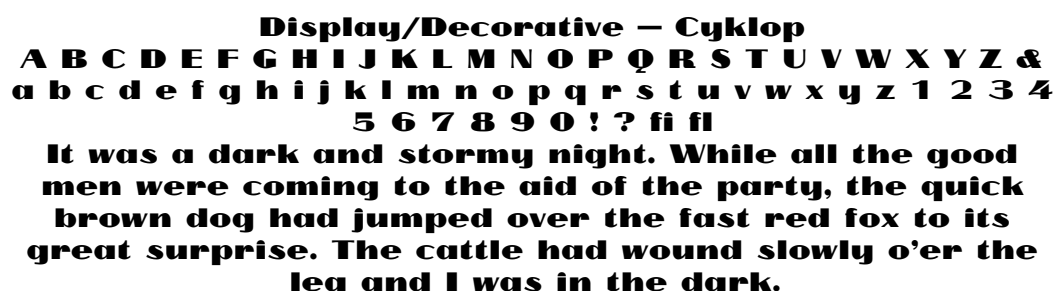 Display/Decorative — Cyklop
A B C D E F G H I J K L M N O P Q R S T U V W X Y Z &
a b c d e f g h i j k l m n o p q r s t u v w x y z 1 2 3 4
5 6 7 8 9 0 ! ? fi fl
It was a dark and stormy night. While all the good
men were coming to the aid of the party, the quick
brown dog had jumped over the fast red fox to its
great surprise. The cattle had wound slowly o’er the
lea and I was in the dark.